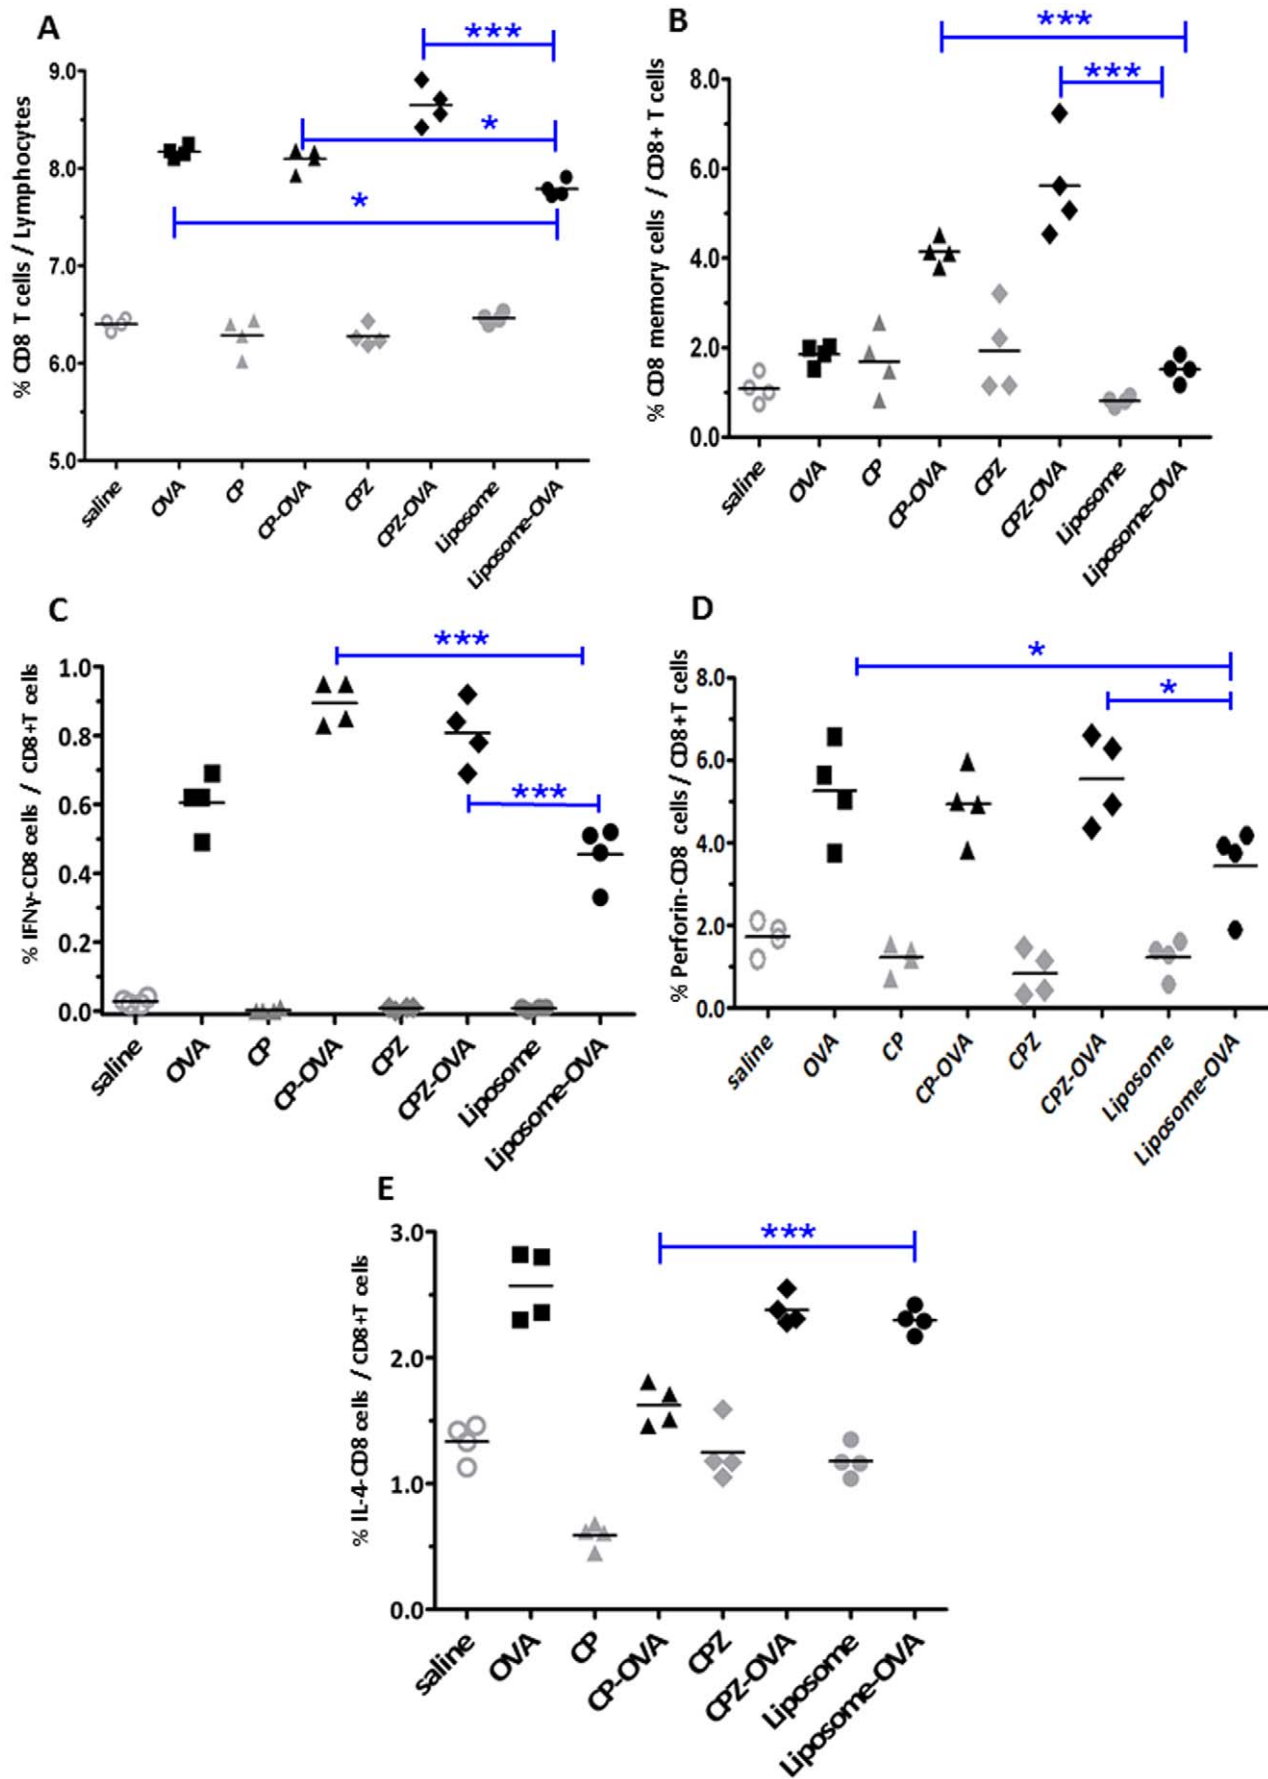 A
***
% CD8 T cells / Lymphocytes
9.0
8.0
7.0
6.0
5.0
*
*
saline
OVA
CP
CP-OVA
CPZ
CPZ-OVA
Liposome
Liposome-OVA
B
***
***
% CD8 memory cells / CD8+ T cells
8.0
6.0
4.0
2.0
0.0
saline
OVA
CP
CP-OVA
CPZ
CPZ-OVA
Liposome
Liposome-OVA
C
***
***
% IFNγ-CD8 cells / CD8+T cells
1.0
0.8
0.6
0.4
0.2
0.0
saline
OVA
CP
CP-OVA
CPZ
CPZ-OVA
Liposome
Liposome-OVA
D
*
*
% Perforin-CD8 cells / CD8+T cells
8.0
6.0
4.0
2.0
0.0
saline
OVA
CP
CP-OVA
CPZ
CPZ-OVA
Liposome
Liposome-OVA
E
***
% IL-4-CD8 cells / CD8+T cells
3.0
2.0
1.0
0.0
saline
OVA
CP
CP-OVA
CPZ
CPZ-OVA
Liposome
Liposome-OVA